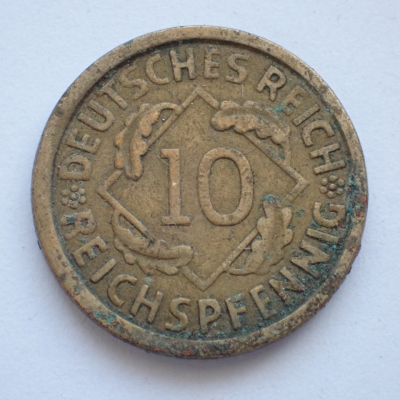 DEUTSCHES REICH
10
REICHSPFENNIG